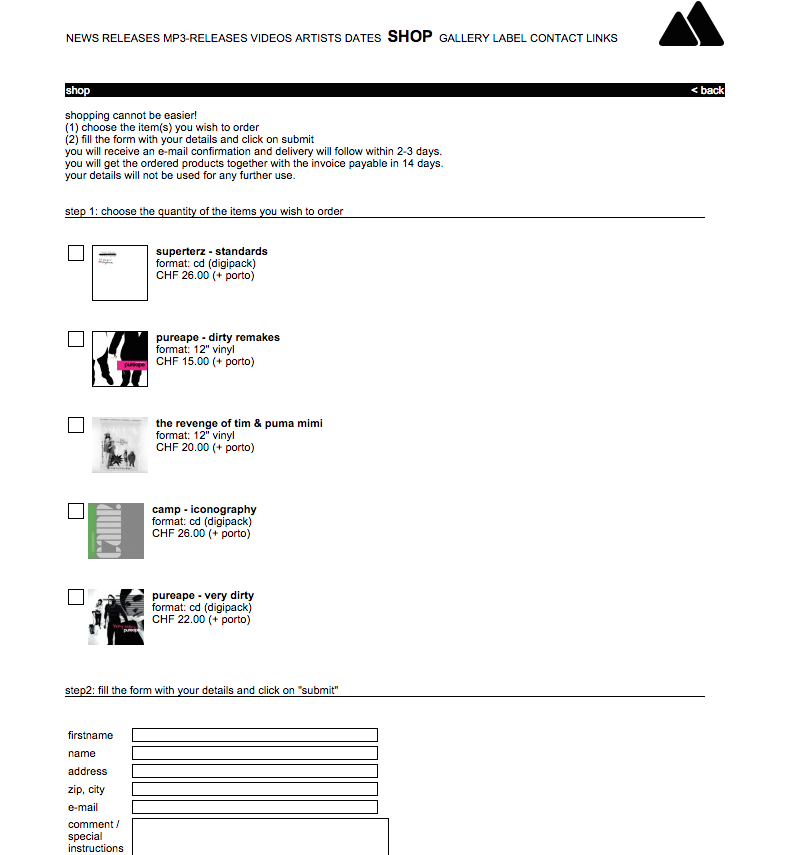 NEWS RELEASES MP3-RELEASES VIDEOS ARTISTS DATES SHOP GALLERY LABEL CONTACT LINKS
shop < back
shopping cannot be easier!
(1) choose the item(s) you wish to order
(2) fill the form with your details and click on submit
you will receive an e-mail confirmation and delivery will follow within 2-3 days.
you will get the ordered products together with the invoice payable in 14 days.
your details will not be used for any further use.
step 1: choose the quantity of the items you wish to order
superterz - standards
format: cd (digipack)
CHF 26.00 (+ porto)
pureape - dirty remakes
format: 12" vinyl
CHF 15.00 (+ porto)
pureape
the revenge of tim & puma mimi
format: 12" vinyl
CHF 20.00 (+ porto)
camp - iconography
format: cd (digipack)
CHF 26.00 (+ porto)
camp
pureape - very dirty
format: cd (digipack)
CHF 22.00 (+ porto)
pureape
step2: fill the form with your details and click on "submit"
firstname
name
address
zip, city
e-mail
comment /
special
instructions